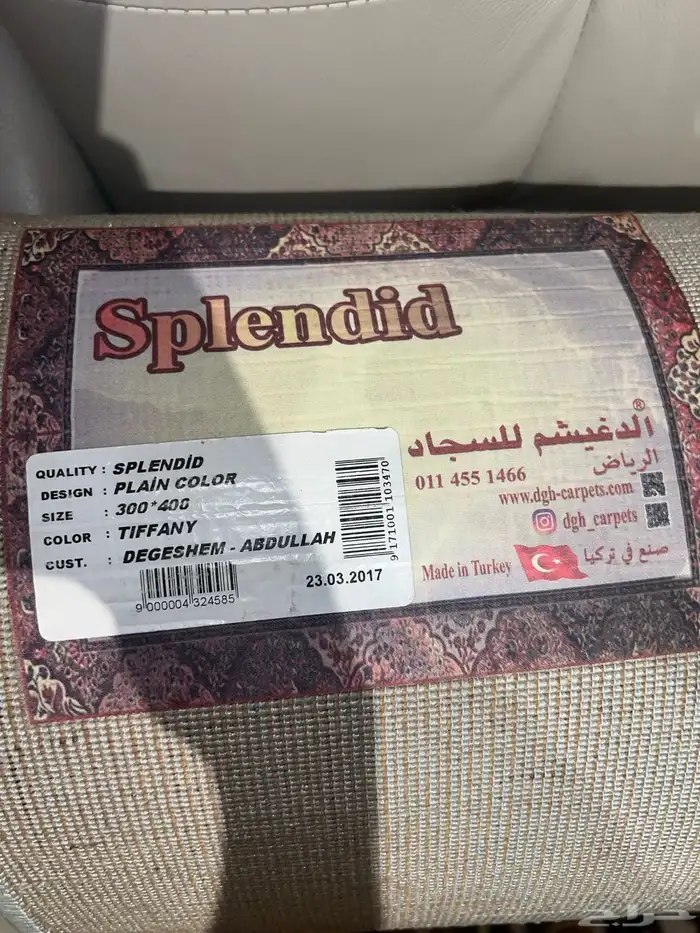 Splendid
الدغيشم للسجاد ®
الرياض
011 455 1466
www.dgh-carpets.com
dgh_carpets
صنع في تركيا
Made in Turkey
QUALITY : SPLENDİD
DESIGN : PLAIN COLOR
SIZE : 300*400
COLOR : TIFFANY
CUST. : DEGESHEM - ABDULLAH
9 000004 324585
23.03.2017
9 171001 103470
حراج